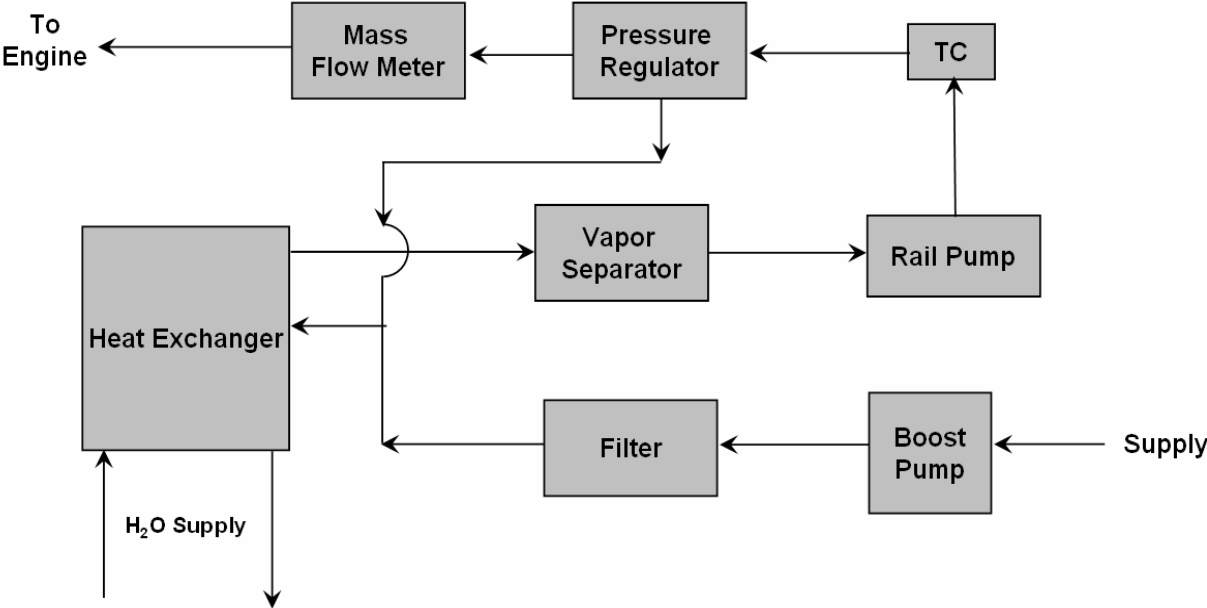 To
Engine
Mass
Flow Meter
Pressure
Regulator
TC
Vapor
Separator
Rail Pump
Heat Exchanger
Filter
Boost
Pump
Supply
H₂O Supply